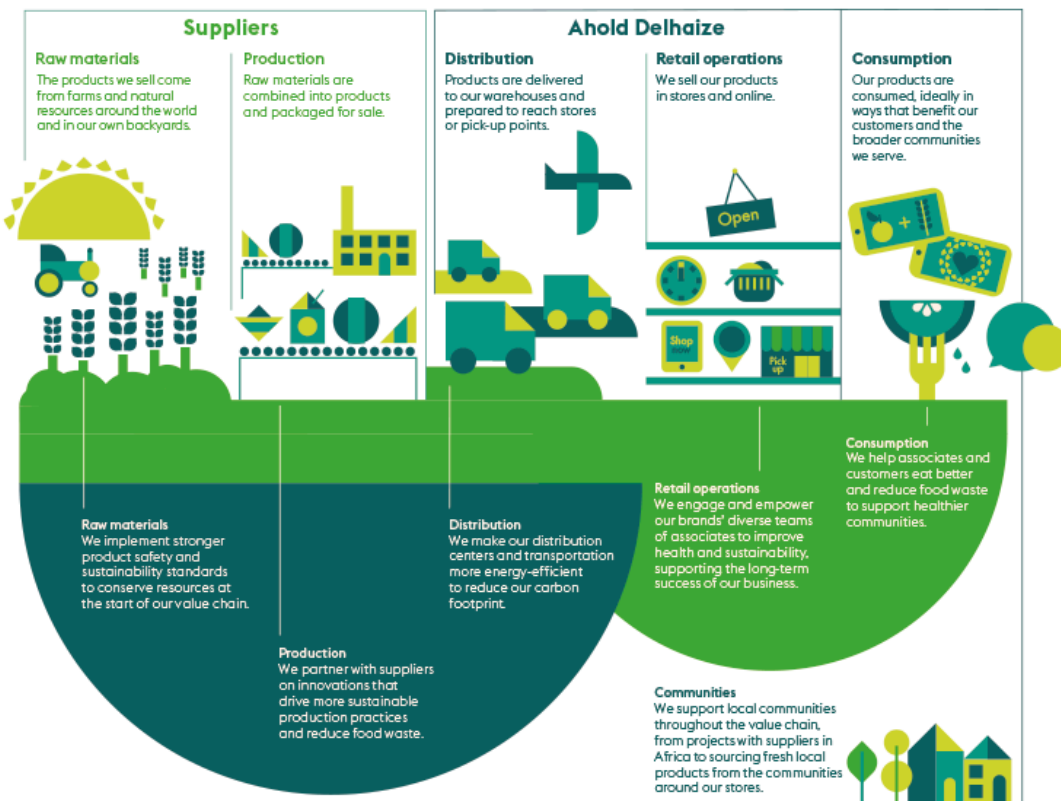 Suppliers
Raw materials
The products we sell come
from farms and natural
resources around the world
and in our own backyards.
Production
Raw materials are
combined into products
and packaged for sale.
Ahold Delhaize
Distribution
Products are delivered
to our warehouses and
prepared to reach stores
or pick-up points.
Retail operations
We sell our products
in stores and online.
Consumption
Our products are
consumed, ideally in
ways that benefit our
customers and the
broader communities
we serve.
Open
Shop
now
Pick
up
Raw materials
We implement stronger
product safety and
sustainability standards
to conserve resources at
the start of our value chain.
Production
We partner with suppliers
on innovations that
drive more sustainable
production practices
and reduce food waste.
Distribution
We make our distribution
centers and transportation
more energy-efficient
to reduce our carbon
footprint.
Retail operations
We engage and empower
our brands' diverse teams
of associates to improve
health and sustainability,
supporting the long-term
success of our business.
Consumption
We help associates and
customers eat better
and reduce food waste
to support healthier
communities.
Communities
We support local communities
throughout the value chain,
from projects with suppliers in
Africa to sourcing fresh local
products from the communities
around our stores.